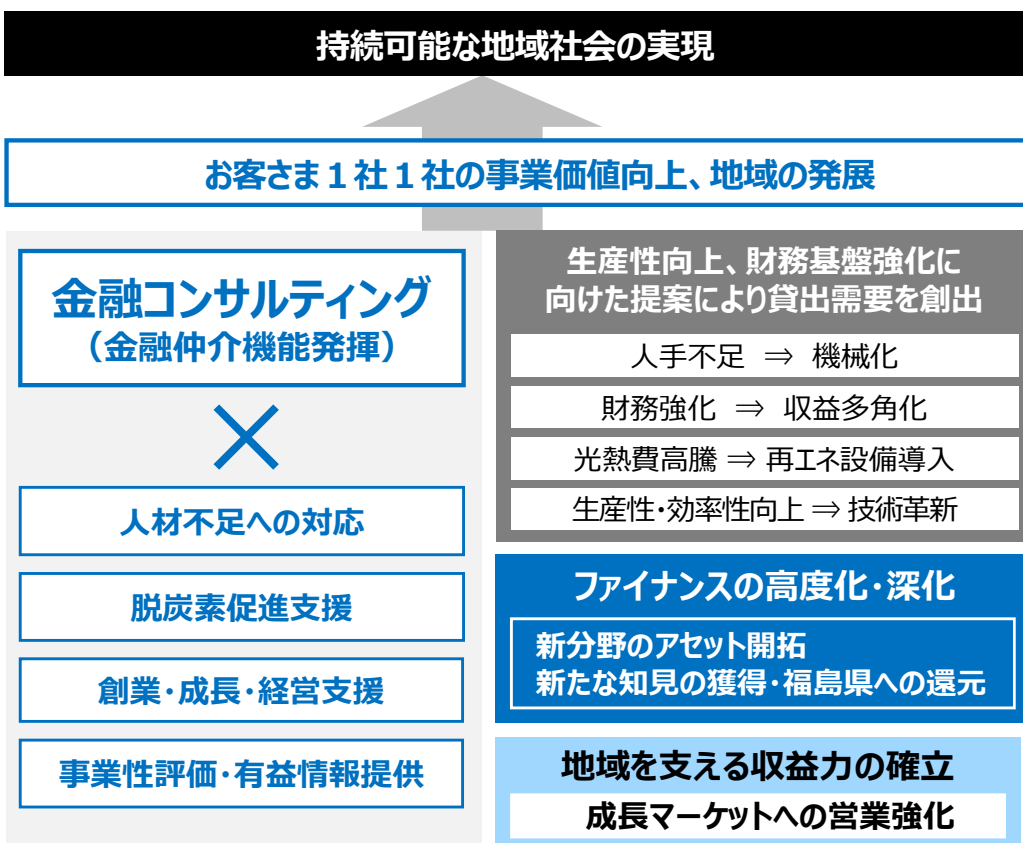 持続可能な地域社会の実現
お客さま１社１社の事業価値向上、地域の発展
金融コンサルティング
（金融仲介機能発揮）
×
人材不足への対応
脱炭素促進支援
創業・成長・経営支援
事業性評価・有益情報提供
生産性向上、財務基盤強化に
向けた提案により貸出需要を創出
人手不足 ⇒ 機械化
財務強化 ⇒ 収益多角化
光熱費高騰 ⇒ 再エネ設備導入
生産性・効率性向上 ⇒ 技術革新
ファイナンスの高度化・深化
新分野のアセット開拓
新たな知見の獲得・福島県への還元
地域を支える収益力の確立
成長マーケットへの営業強化